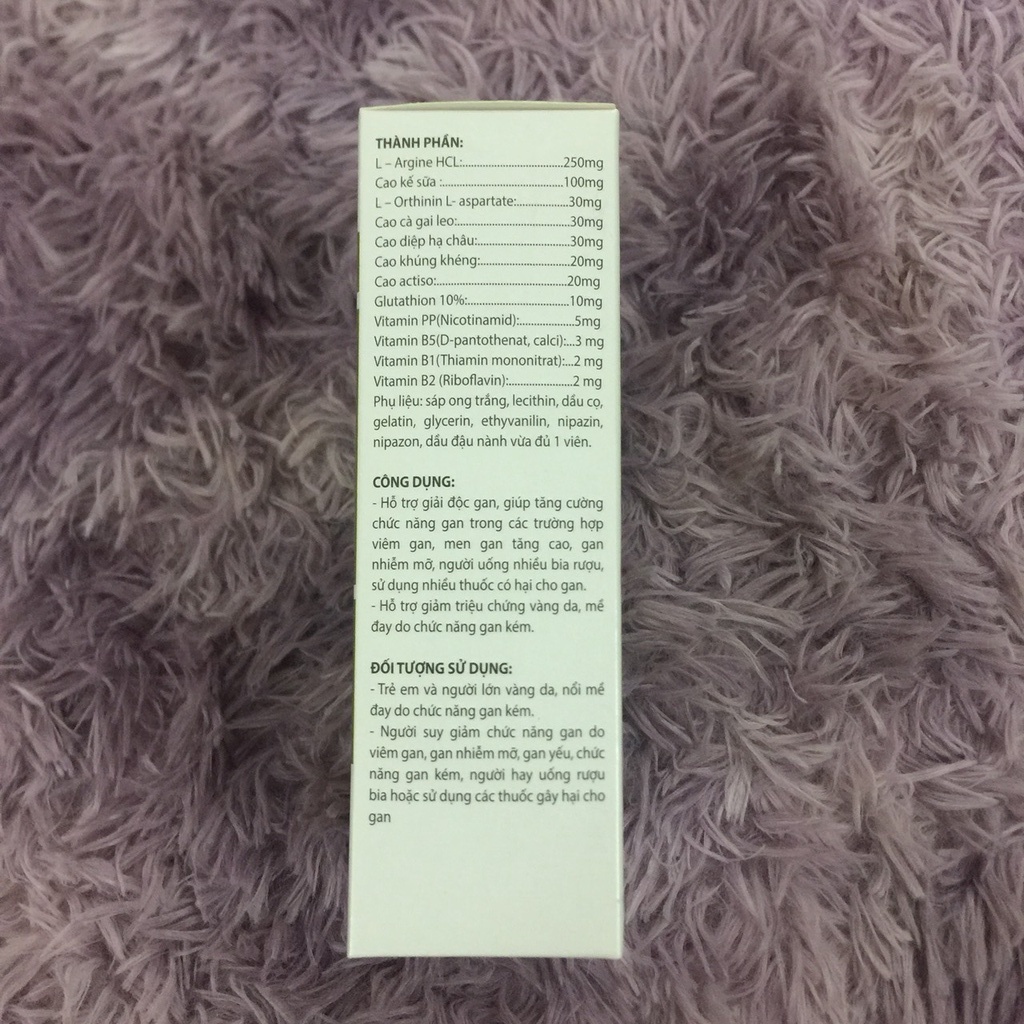 THÀNH PHẦN:
L – Argine HCL:............................250mg
Cao kế sữa :..................................100mg
L – Orthinin L- aspartate:..............30mg
Cao cà gai leo:................................30mg
Cao diệp hạ châu:..........................30mg
Cao khúng khéng:.........................20mg
Cao actiso:.....................................20mg
Glutathion 10%:............................10mg
Vitamin PP(Nicotinamid):...............5mg
Vitamin B5(D-pantothenat, calci):...3 mg
Vitamin B1(Thiamin mononitrat):...2 mg
Vitamin B2 (Riboflavin):..................2 mg
Phụ liệu: sáp ong trắng, lecithin, dầu cọ,
gelatin, glycerin, ethyvanilin, nipazin,
nipazon, dầu đậu nành vừa đủ 1 viên.
CÔNG DỤNG:
- Hỗ trợ giải độc gan, giúp tăng cường
chức năng gan trong các trường hợp
viêm gan, men gan tăng cao, gan
nhiễm mỡ, người uống nhiều bia rượu,
sử dụng nhiều thuốc có hại cho gan.
- Hỗ trợ giảm triệu chứng vàng da, mề
đay do chức năng gan kém.
ĐỐI TƯỢNG SỬ DỤNG:
- Trẻ em và người lớn vàng da, nổi mề
đay do chức năng gan kém.
- Người suy giảm chức năng gan do
viêm gan, gan nhiễm mỡ, gan yếu, chức
năng gan kém, người hay uống rượu
bia hoặc sử dụng các thuốc gây hại cho
gan